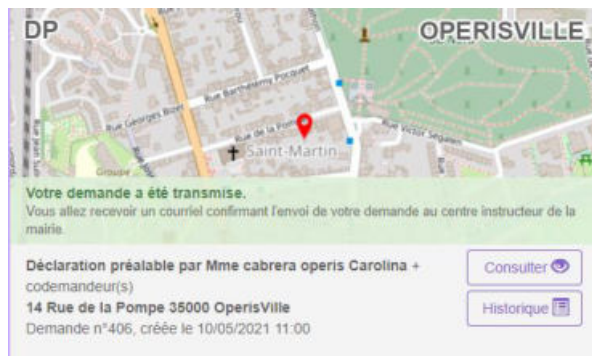 DP
OPERISVILLE
Rue Barthélemy Pocquet
Rue Georges Bizet
Rue de la Pom
Rue Victor Segalen
Saint-Martin
Groupe
Votre demande a été transmise.
Vous allez recevoir un courriel confirmant l'envoi de votre demande au centre instructeur de la
mairie.
Déclaration préalable par Mme cabrera operis Carolina +
codemandeur(s)
Consulter
14 Rue de la Pompe 35000 OperisVille
Historique
Demande n°406, créée le 10/05/2021 11:00